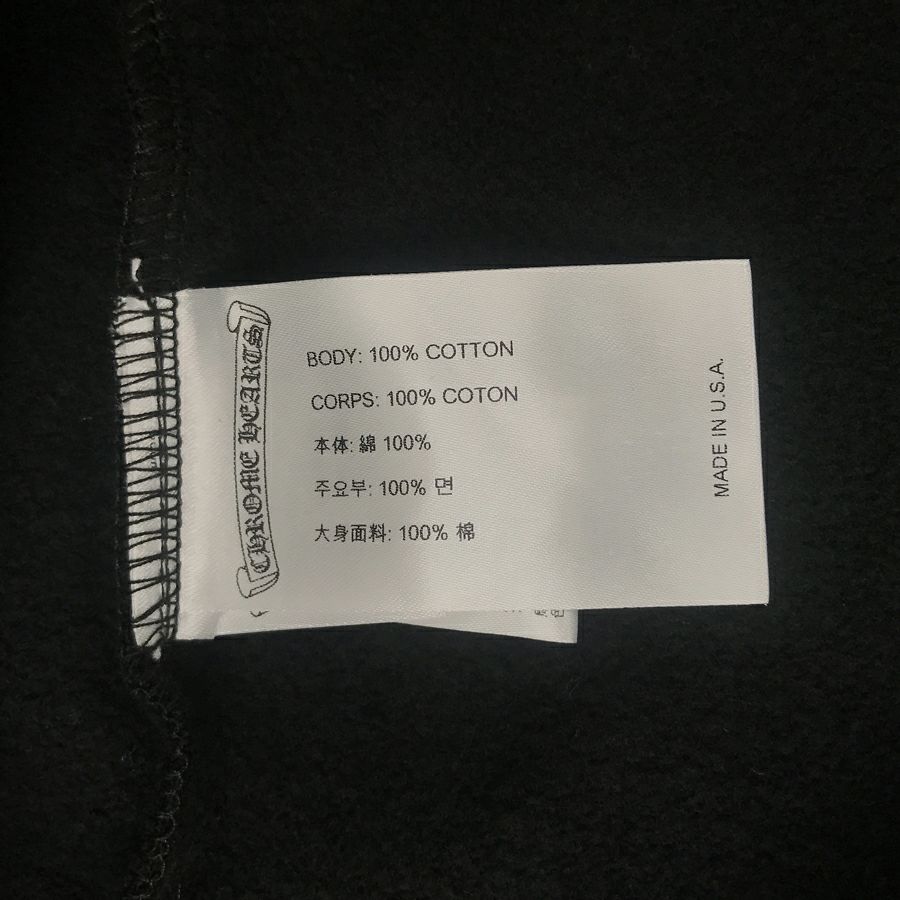 CHROME HEARTS
BODY: 100% COTTON
CORPS: 100% COTON
本体: 綿 100%
주요부: 100% 면
大身面料: 100% 棉
MADE IN U.S.A.